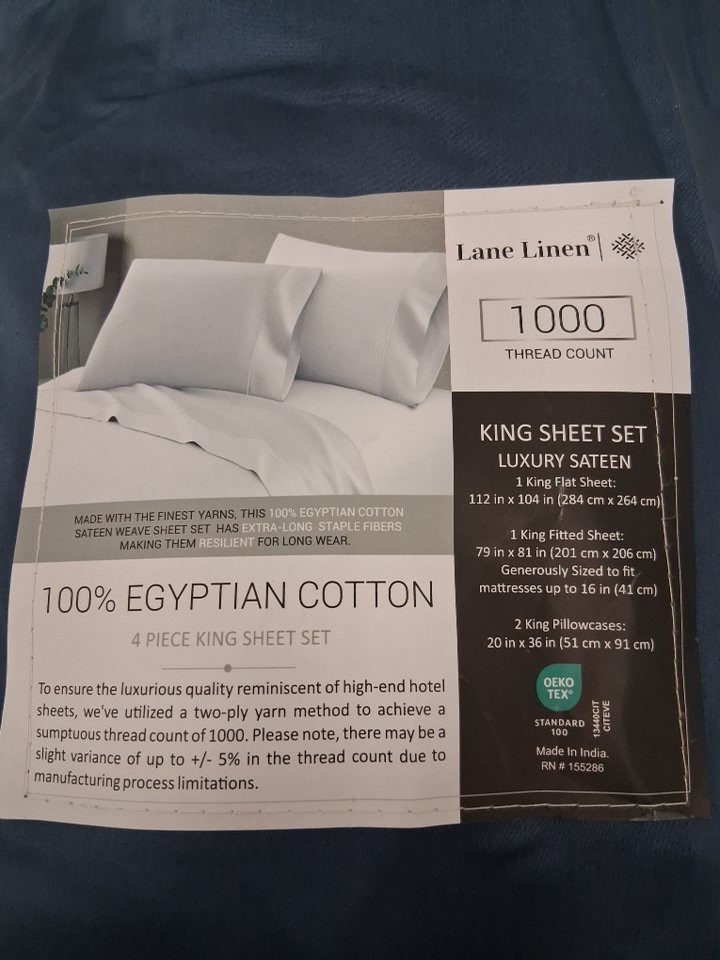 Lane Linen®
1000
THREAD COUNT
MADE WITH THE FINEST YARNS, THIS 100% EGYPTIAN COTTON
SATEEN WEAVE SHEET SET HAS EXTRA-LONG STAPLE FIBERS
MAKING THEM RESILIENT FOR LONG WEAR.
100% EGYPTIAN COTTON
4 PIECE KING SHEET SET
To ensure the luxurious quality reminiscent of high-end hotel
sheets, we've utilized a two-ply yarn method to achieve a
sumptuous thread count of 1000. Please note, there may be a
slight variance of up to +/- 5% in the thread count due to
manufacturing process limitations.
KING SHEET SET
LUXURY SATEEN
1 King Flat Sheet:
112 in x 104 in (284 cm x 264 cm)
1 King Fitted Sheet:
79 in x 81 in (201 cm x 206 cm)
Generously Sized to fit
mattresses up to 16 in (41 cm)
2 King Pillowcases:
20 in x 36 in (51 cm x 91 cm)
OEKO
TEX®
STANDARD
100
13440CIT
CITEVE
Made In India.
RN # 155286